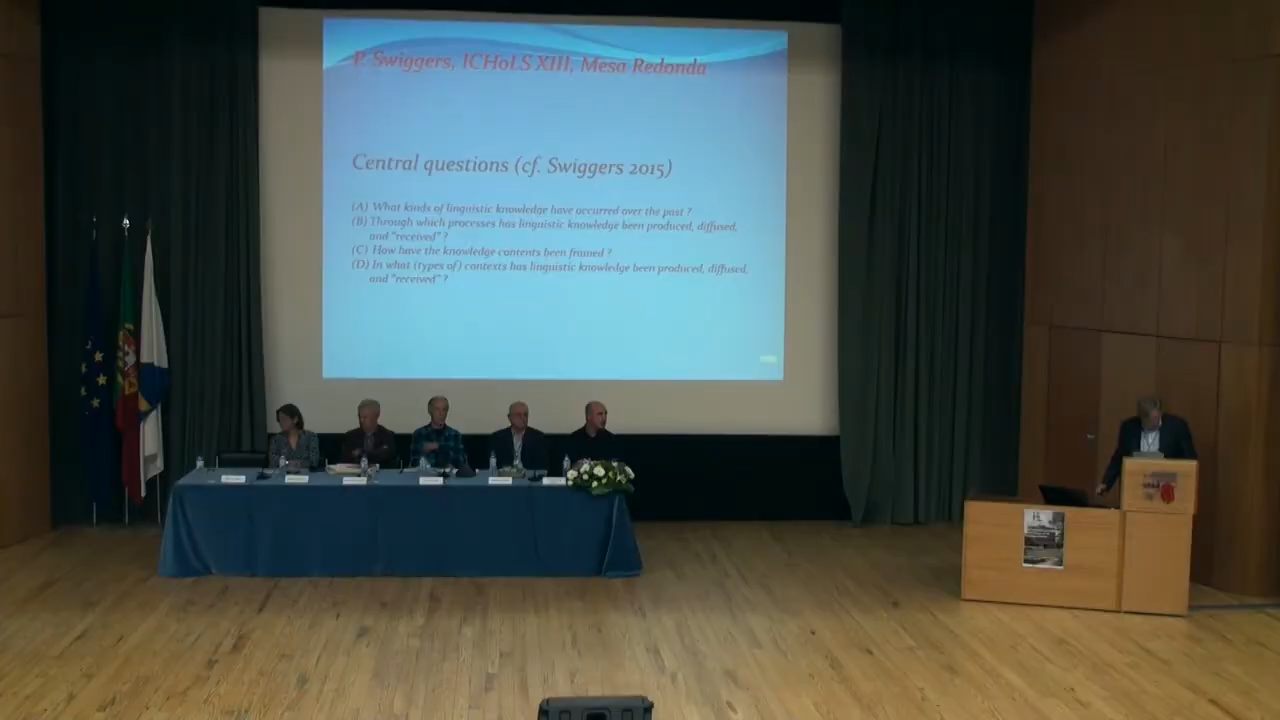 P. Swiggers, ICHoLS XIII, Mesa Redonda
Central questions (cf. Swiggers 2015)
(A) What kinds of linguistic knowledge have occurred over the past ?
(B) Through which processes has linguistic knowledge been produced, diffused,
and "received" ?
(C) How have the knowledge contents been framed ?
(D) In what (types of) contexts has linguistic knowledge been produced, diffused,
and "received" ?